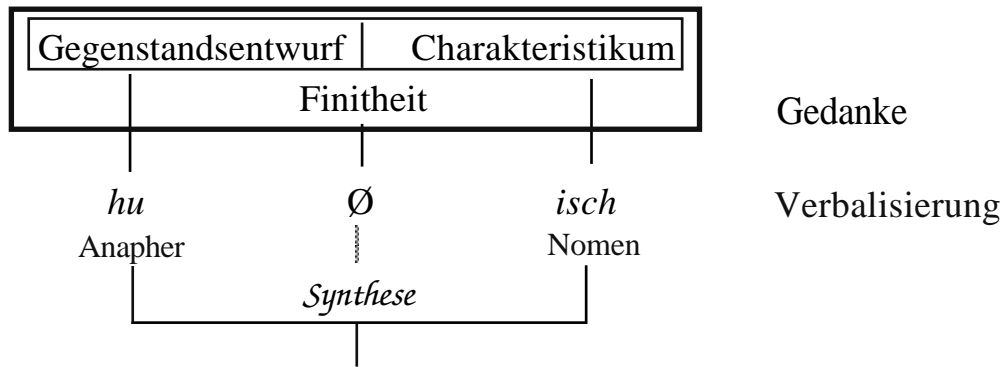 Gegenstandsentwurf Charakteristikum
Finitheit
Gedanke
hu Ø isch Verbalisierung
Anapher Nomen
Synthese